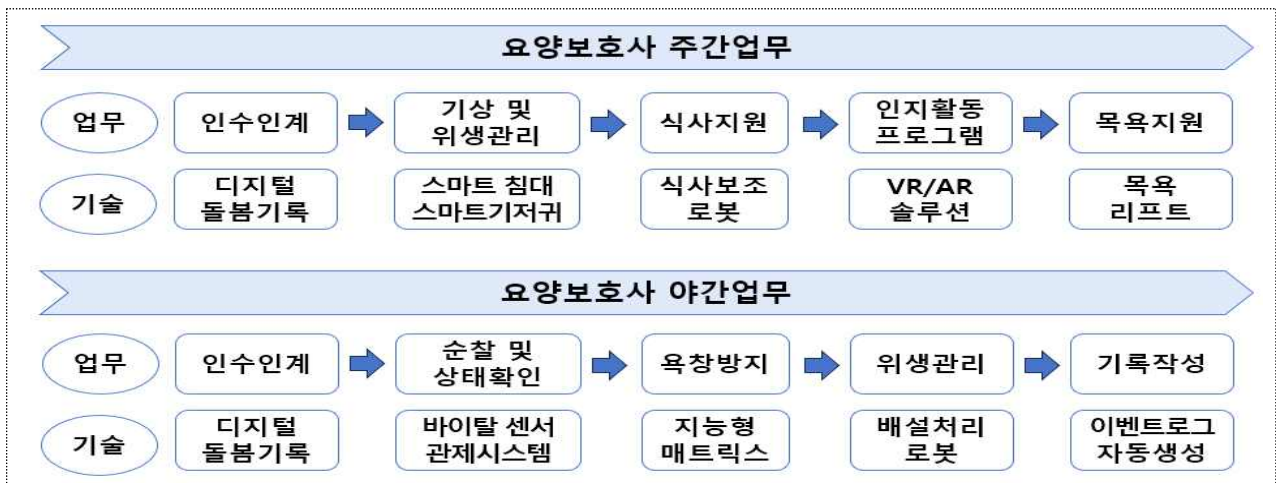 요양보호사 주간업무
업무
인수인계
기상 및
위생관리
식사지원
인지활동
프로그램
목욕지원
기술
디지털
돌봄기록
스마트 침대
스마트기저귀
식사보조
로봇
VR/AR
솔루션
목욕
리프트
요양보호사 야간업무
업무
인수인계
순찰 및
상태확인
욕창방지
위생관리
기록작성
기술
디지털
돌봄기록
바이탈 센서
관제시스템
지능형
매트릭스
배설처리
로봇
이벤트로그
자동생성